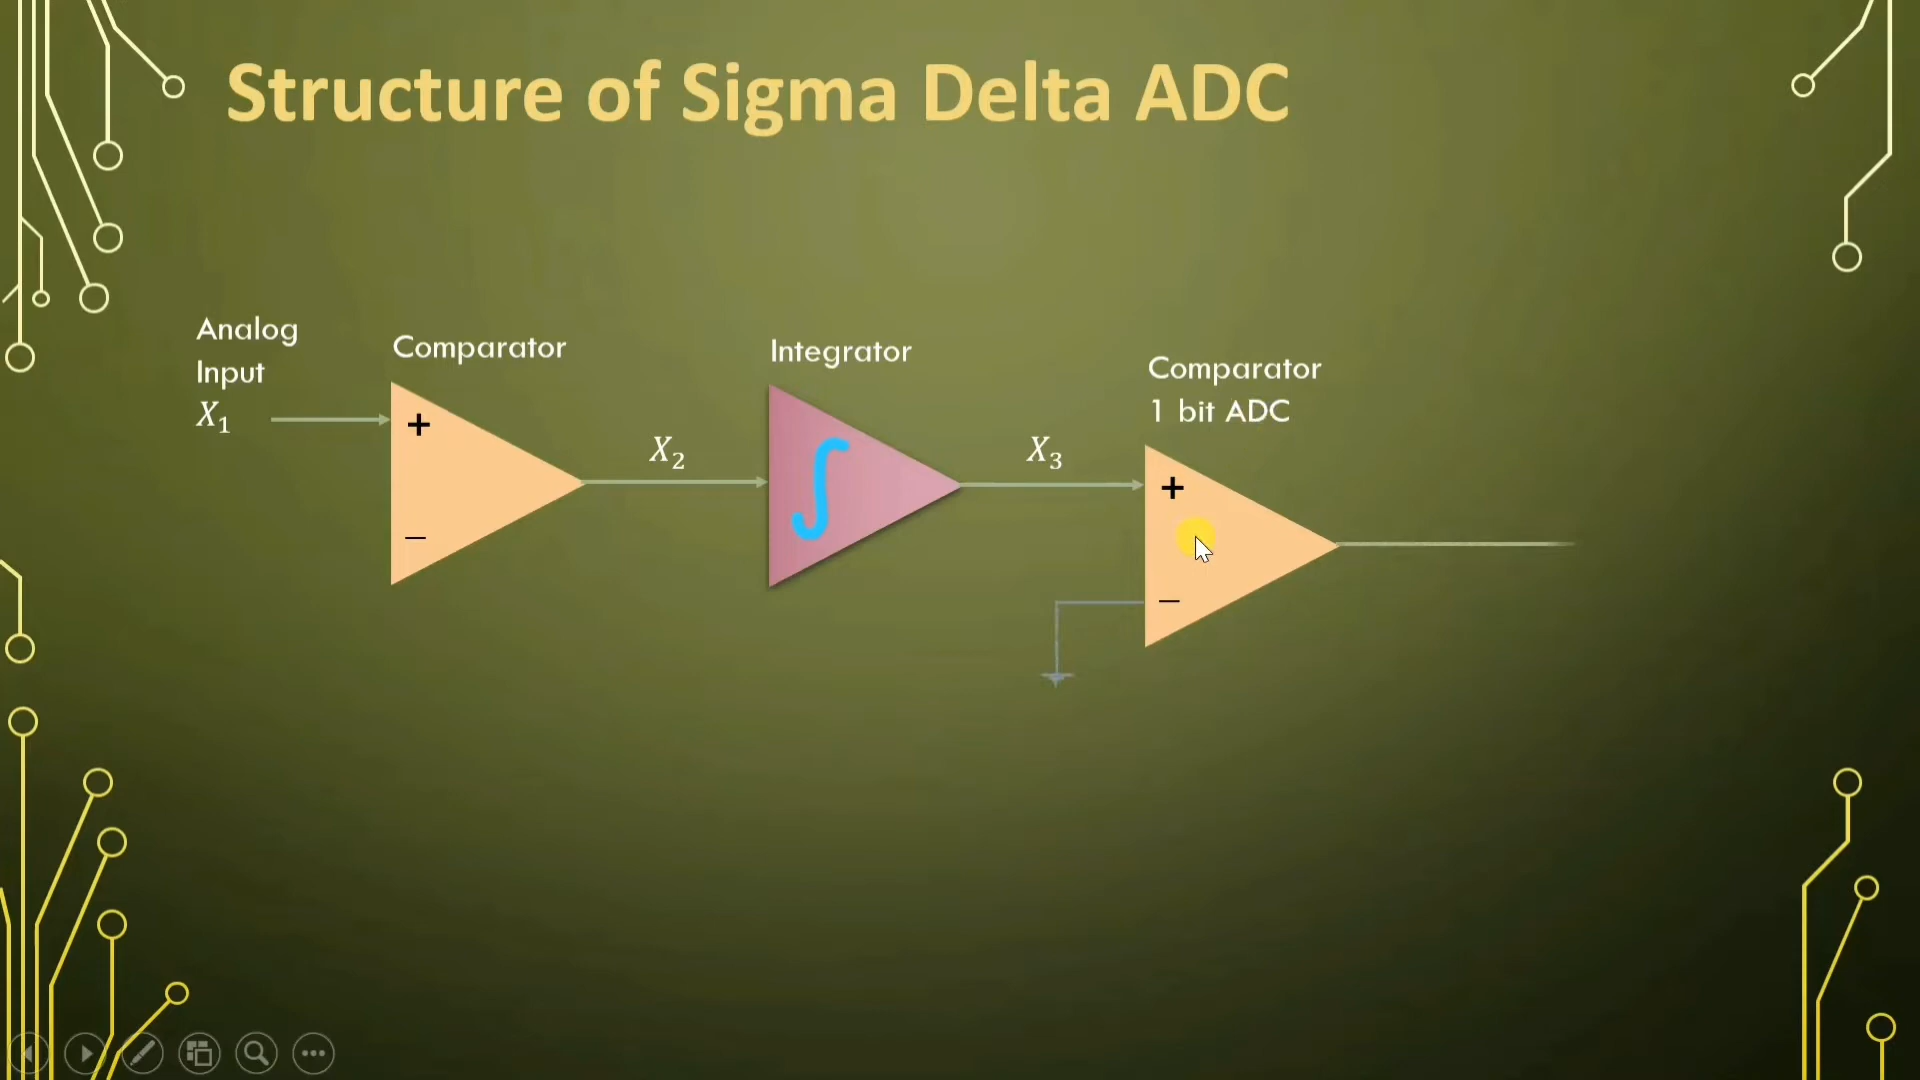 Structure of Sigma Delta ADC
Analog
Input
X₁
Comparator
+
−
X₂
Integrator
∫
X₃
Comparator
1 bit ADC
+
−